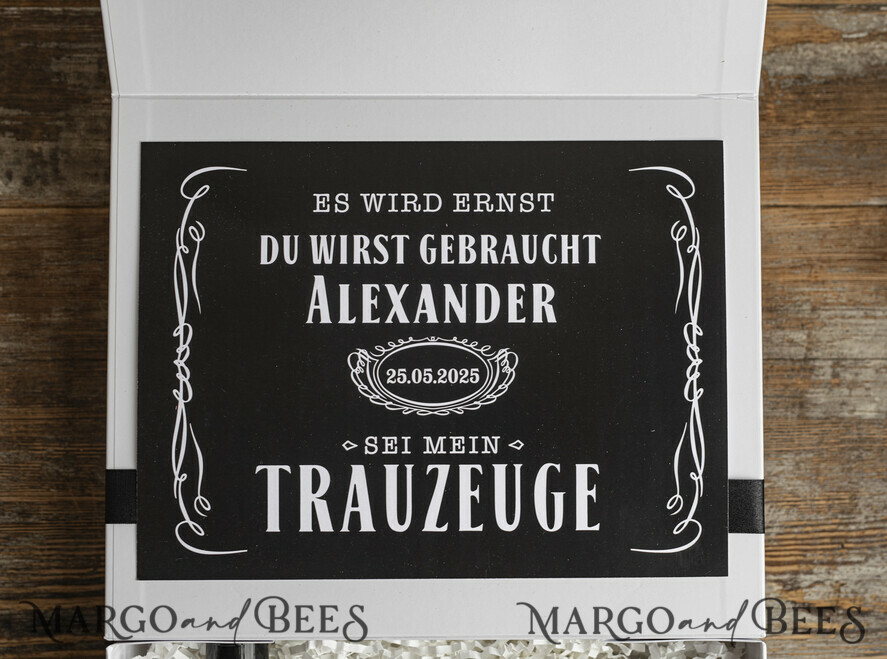 ES WIRD ERNST
DU WIRST GEBRAUCHT
ALEXANDER
25.05.2025
SEI MEIN
TRAUZEUGE
MARGO and BEES MARGO and BEES